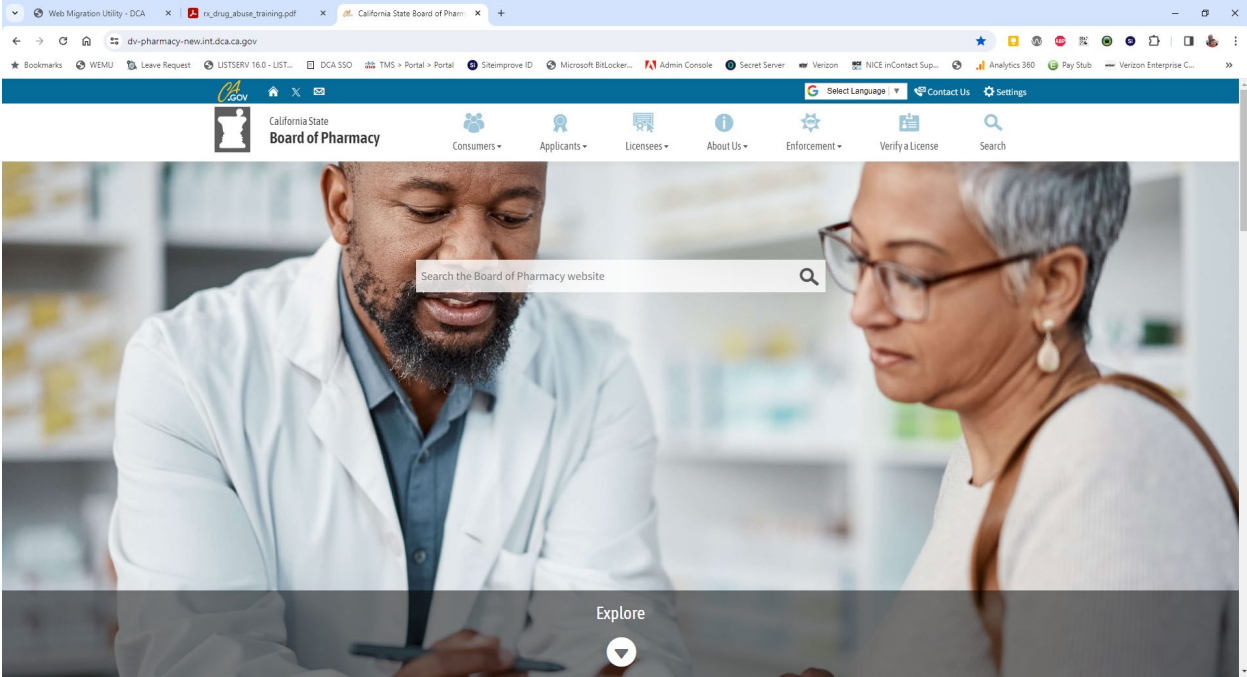 Web Migration Utility - DCA
rx_drug_abuse_training.pdf
California State Board of Pharm
dv-pharmacy-new.int.dca.ca.gov
Bookmarks WEMU Leave Request LISTSERV 16.0 - LIST... DCA SSO TMS > Portal > Portal Siteimprove ID Microsoft BitLocker... Admin Console Secret Server Verizon NICE inContact Sup... Analytics 360 Pay Stub Verizon Enterprise C... »
CA.GOV
Select Language ▼ Contact Us Settings
California State
Board of Pharmacy
Consumers Applicants Licensees About Us Enforcement Verify a License Search
Search the Board of Pharmacy website
Explore